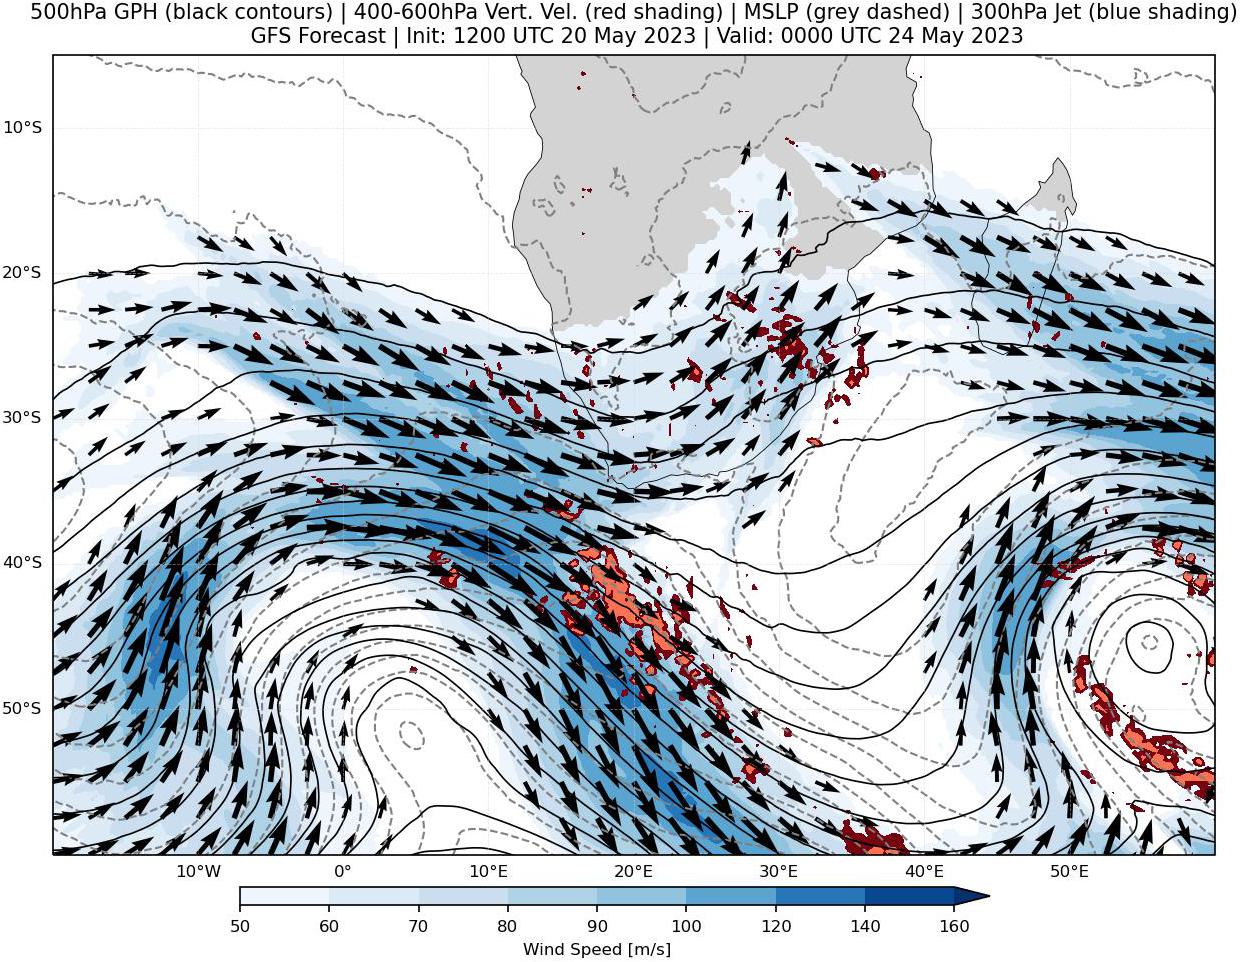 500hPa GPH (black contours) | 400-600hPa Vert. Vel. (red shading) | MSLP (grey dashed) | 300hPa Jet (blue shading)
GFS Forecast | Init: 1200 UTC 20 May 2023 | Valid: 0000 UTC 24 May 2023
10°S
20°S
30°S
40°S
50°S
10°W 0° 10°E 20°E 30°E 40°E 50°E
50 60 70 80 90 100 120 140 160
Wind Speed [m/s]